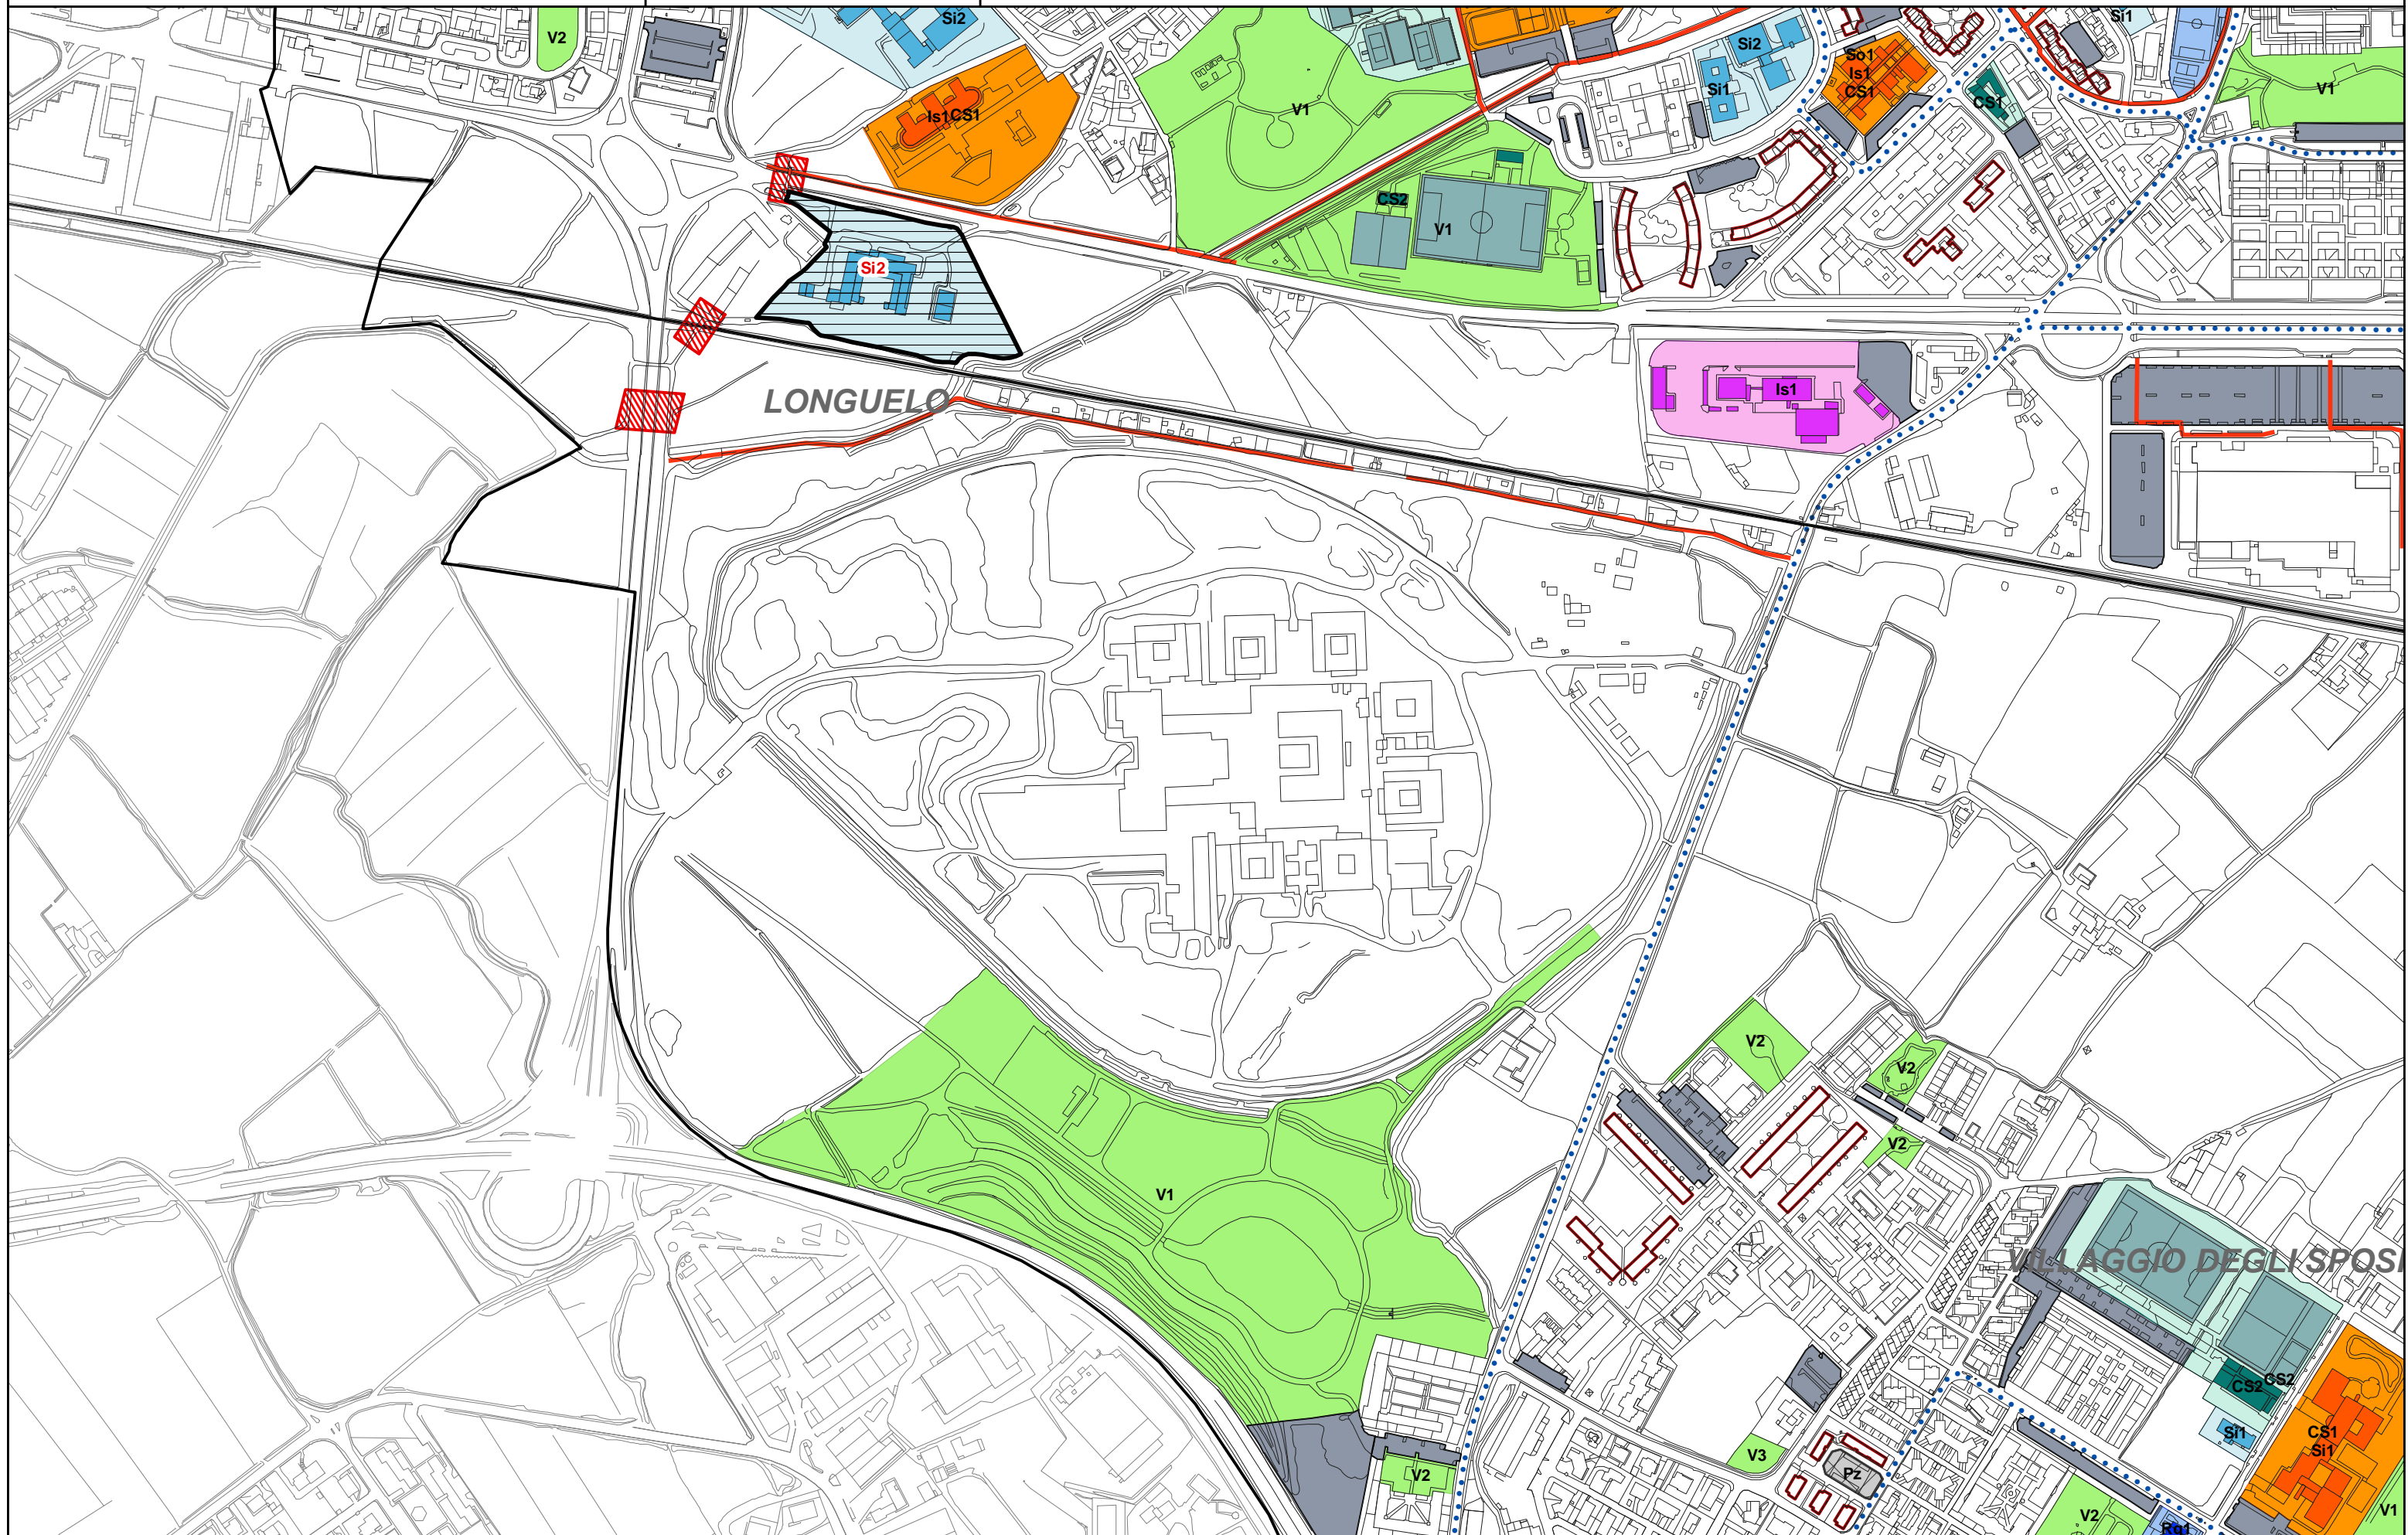 Si2
Si1
V2
Si2
So1
Is1
CS1
Si1
V1
CS1
V1
Is1CS1
CS2
V1
Si2
Is1
LONGUELO
V2
V2
V2
V1
VILLAGGIO DEGLI SPOSI
CS2
CS2
Si1
CS1
Si1
V3
Pz
V2
V2
V1
Rg1